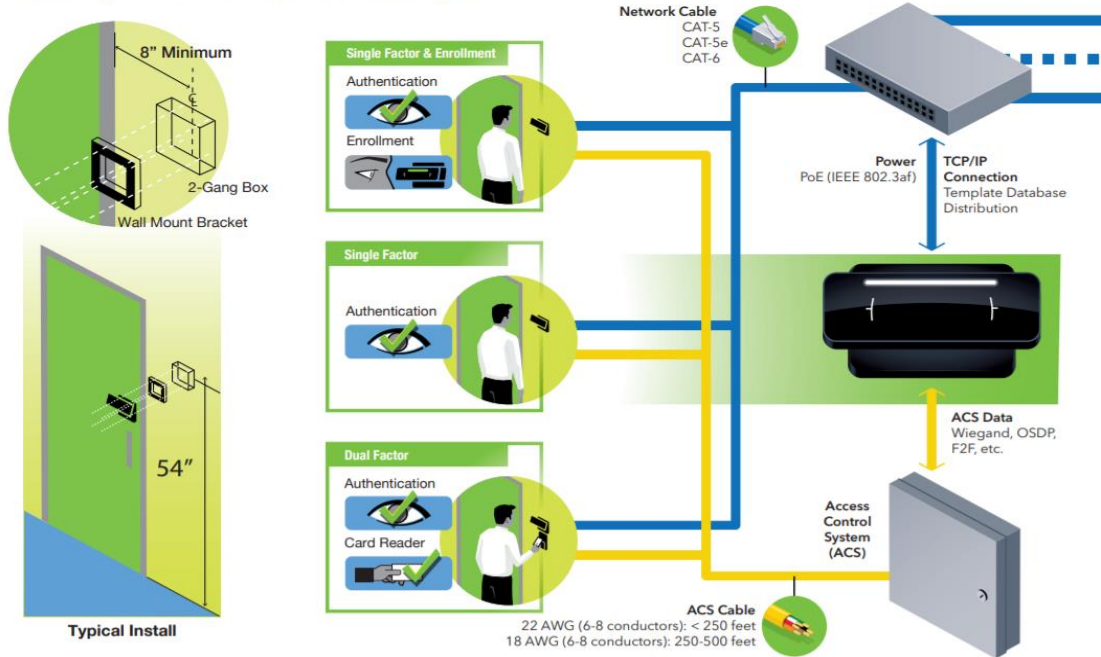 8” Minimum
2-Gang Box
Wall Mount Bracket
54”
Typical Install
Single Factor & Enrollment
Authentication
Enrollment
Single Factor
Authentication
Dual Factor
Authentication
Card Reader
Network Cable
CAT-5
CAT-5e
CAT-6
Power
PoE (IEEE 802.3af)
TCP/IP
Connection
Template Database
Distribution
ACS Data
Wiegand, OSDP,
F2F, etc.
Access
Control
System
(ACS)
ACS Cable
22 AWG (6-8 conductors): < 250 feet
18 AWG (6-8 conductors): 250-500 feet